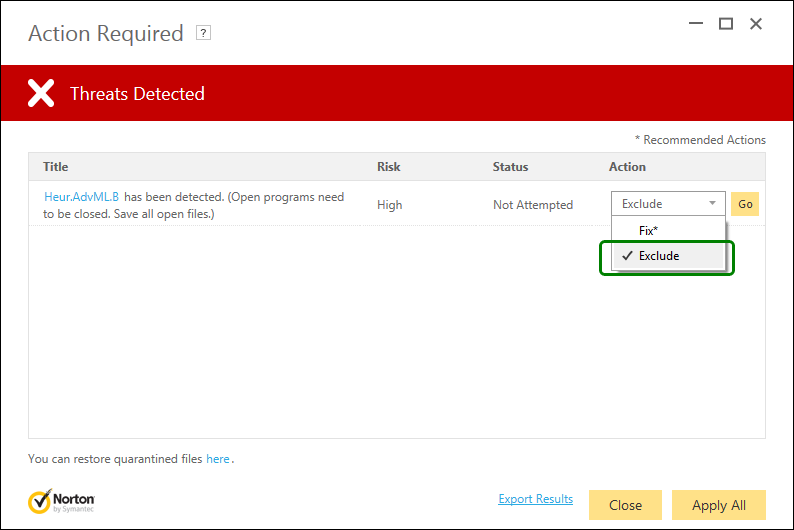 Action Required ?
Threats Detected
* Recommended Actions
Title Risk Status Action
Heur.AdvML.B has been detected. (Open programs need
to be closed. Save all open files.)
High Not Attempted Exclude Go
Fix*
Exclude
You can restore quarantined files here.
Norton
by Symantec
Export Results Close Apply All